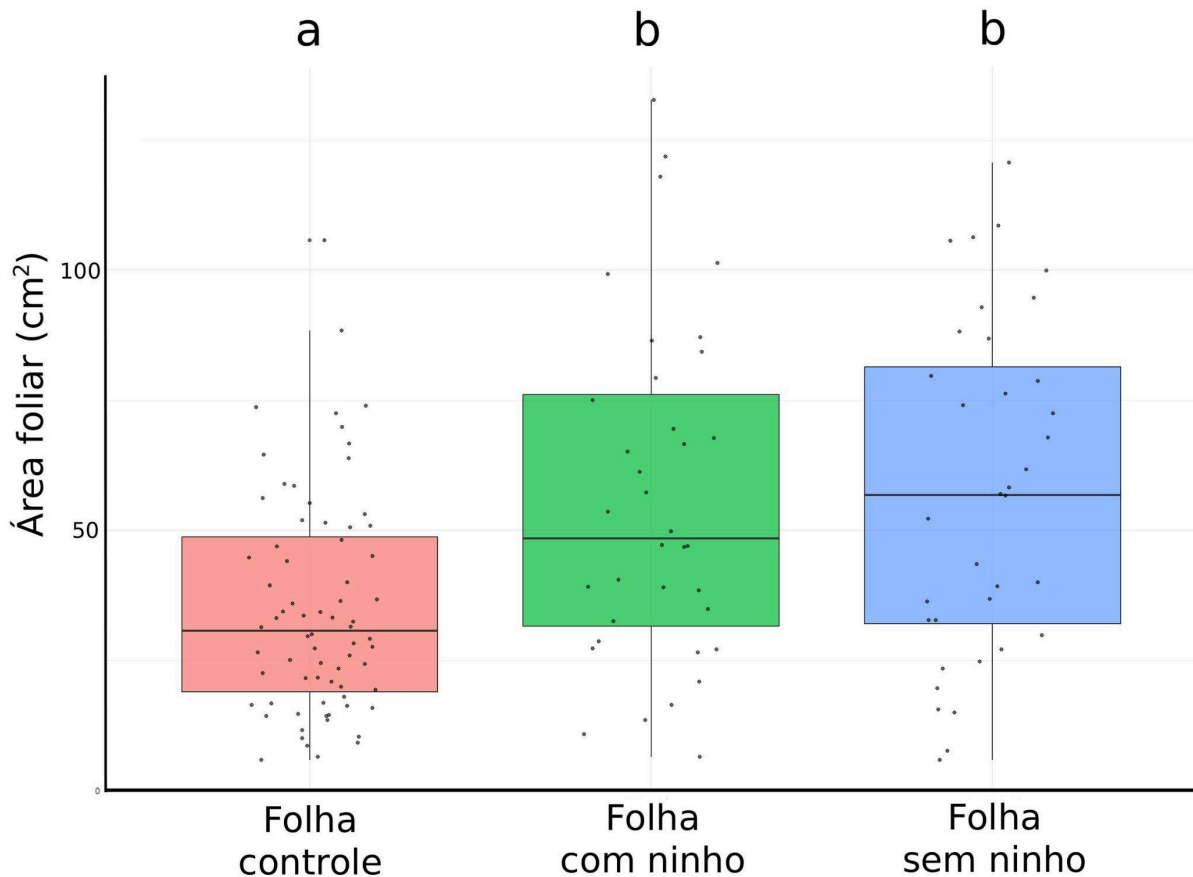 a b b
Área foliar (cm²)
100
50
0
Folha controle
Folha com ninho
Folha sem ninho